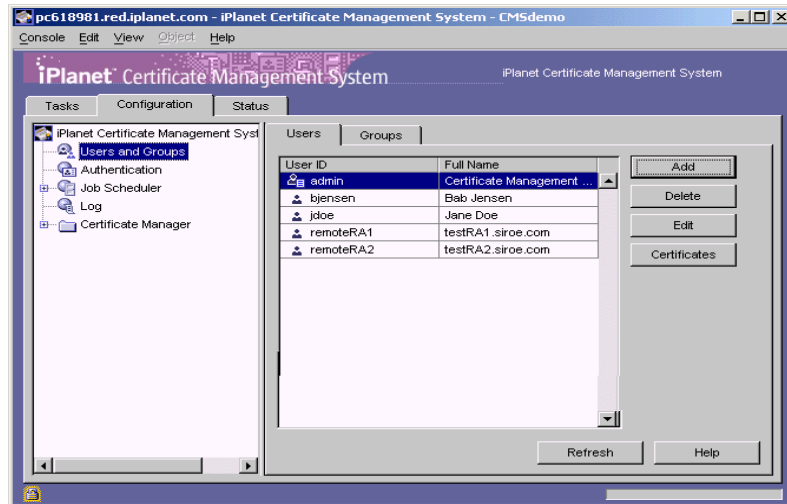 pc618981.red.iplanet.com - iPlanet Certificate Management System - CMSdemo
Console Edit View Object Help
iPlanet Certificate Management System
iPlanet Certificate Management System
Tasks Configuration Status
iPlanet Certificate Management Syst
Users and Groups
Authentication
Job Scheduler
Log
Certificate Manager
Users Groups
User ID Full Name
admin Certificate Management ...
bjensen Bab Jensen
jdoe Jane Doe
remoteRA1 testRA1.siroe.com
remoteRA2 testRA2.siroe.com
Add
Delete
Edit
Certificates
Refresh Help